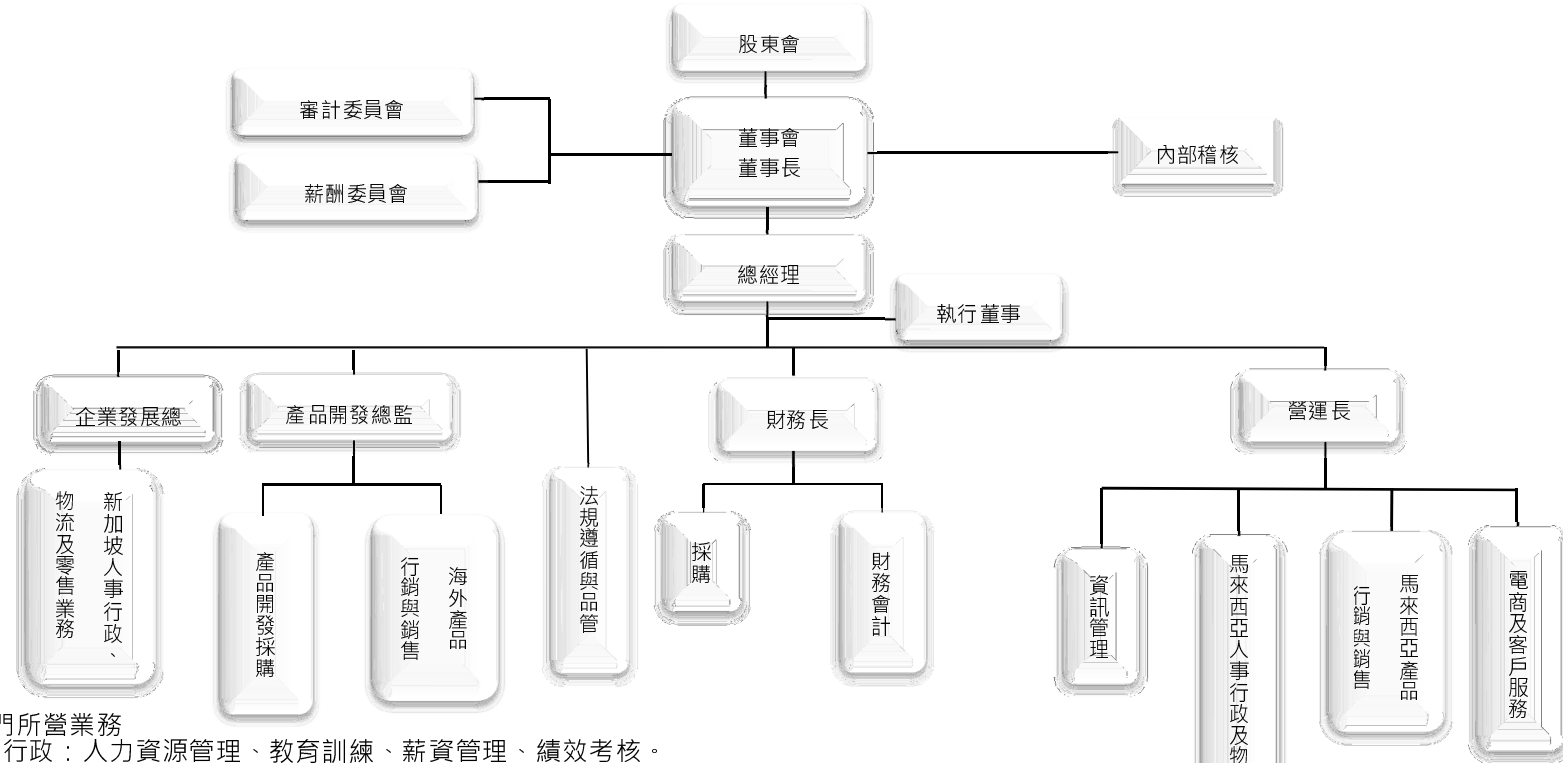 股東會
審計委員會
董事會
董事長
內部稽核
薪酬委員會
總經理
執行董事
企業發展總
產品開發總監
財務長
營運長
新加坡人事行政、
物流及零售業務
產品開發採購
海外產品
行銷與銷售
法規遵循與品管
採購
財務會計
資訊管理
馬來西亞人事行政及物
馬來西亞產品
行銷與銷售
電商及客戶服務
門所營業務
行政：人力資源管理、教育訓練、薪資管理、績效考核。